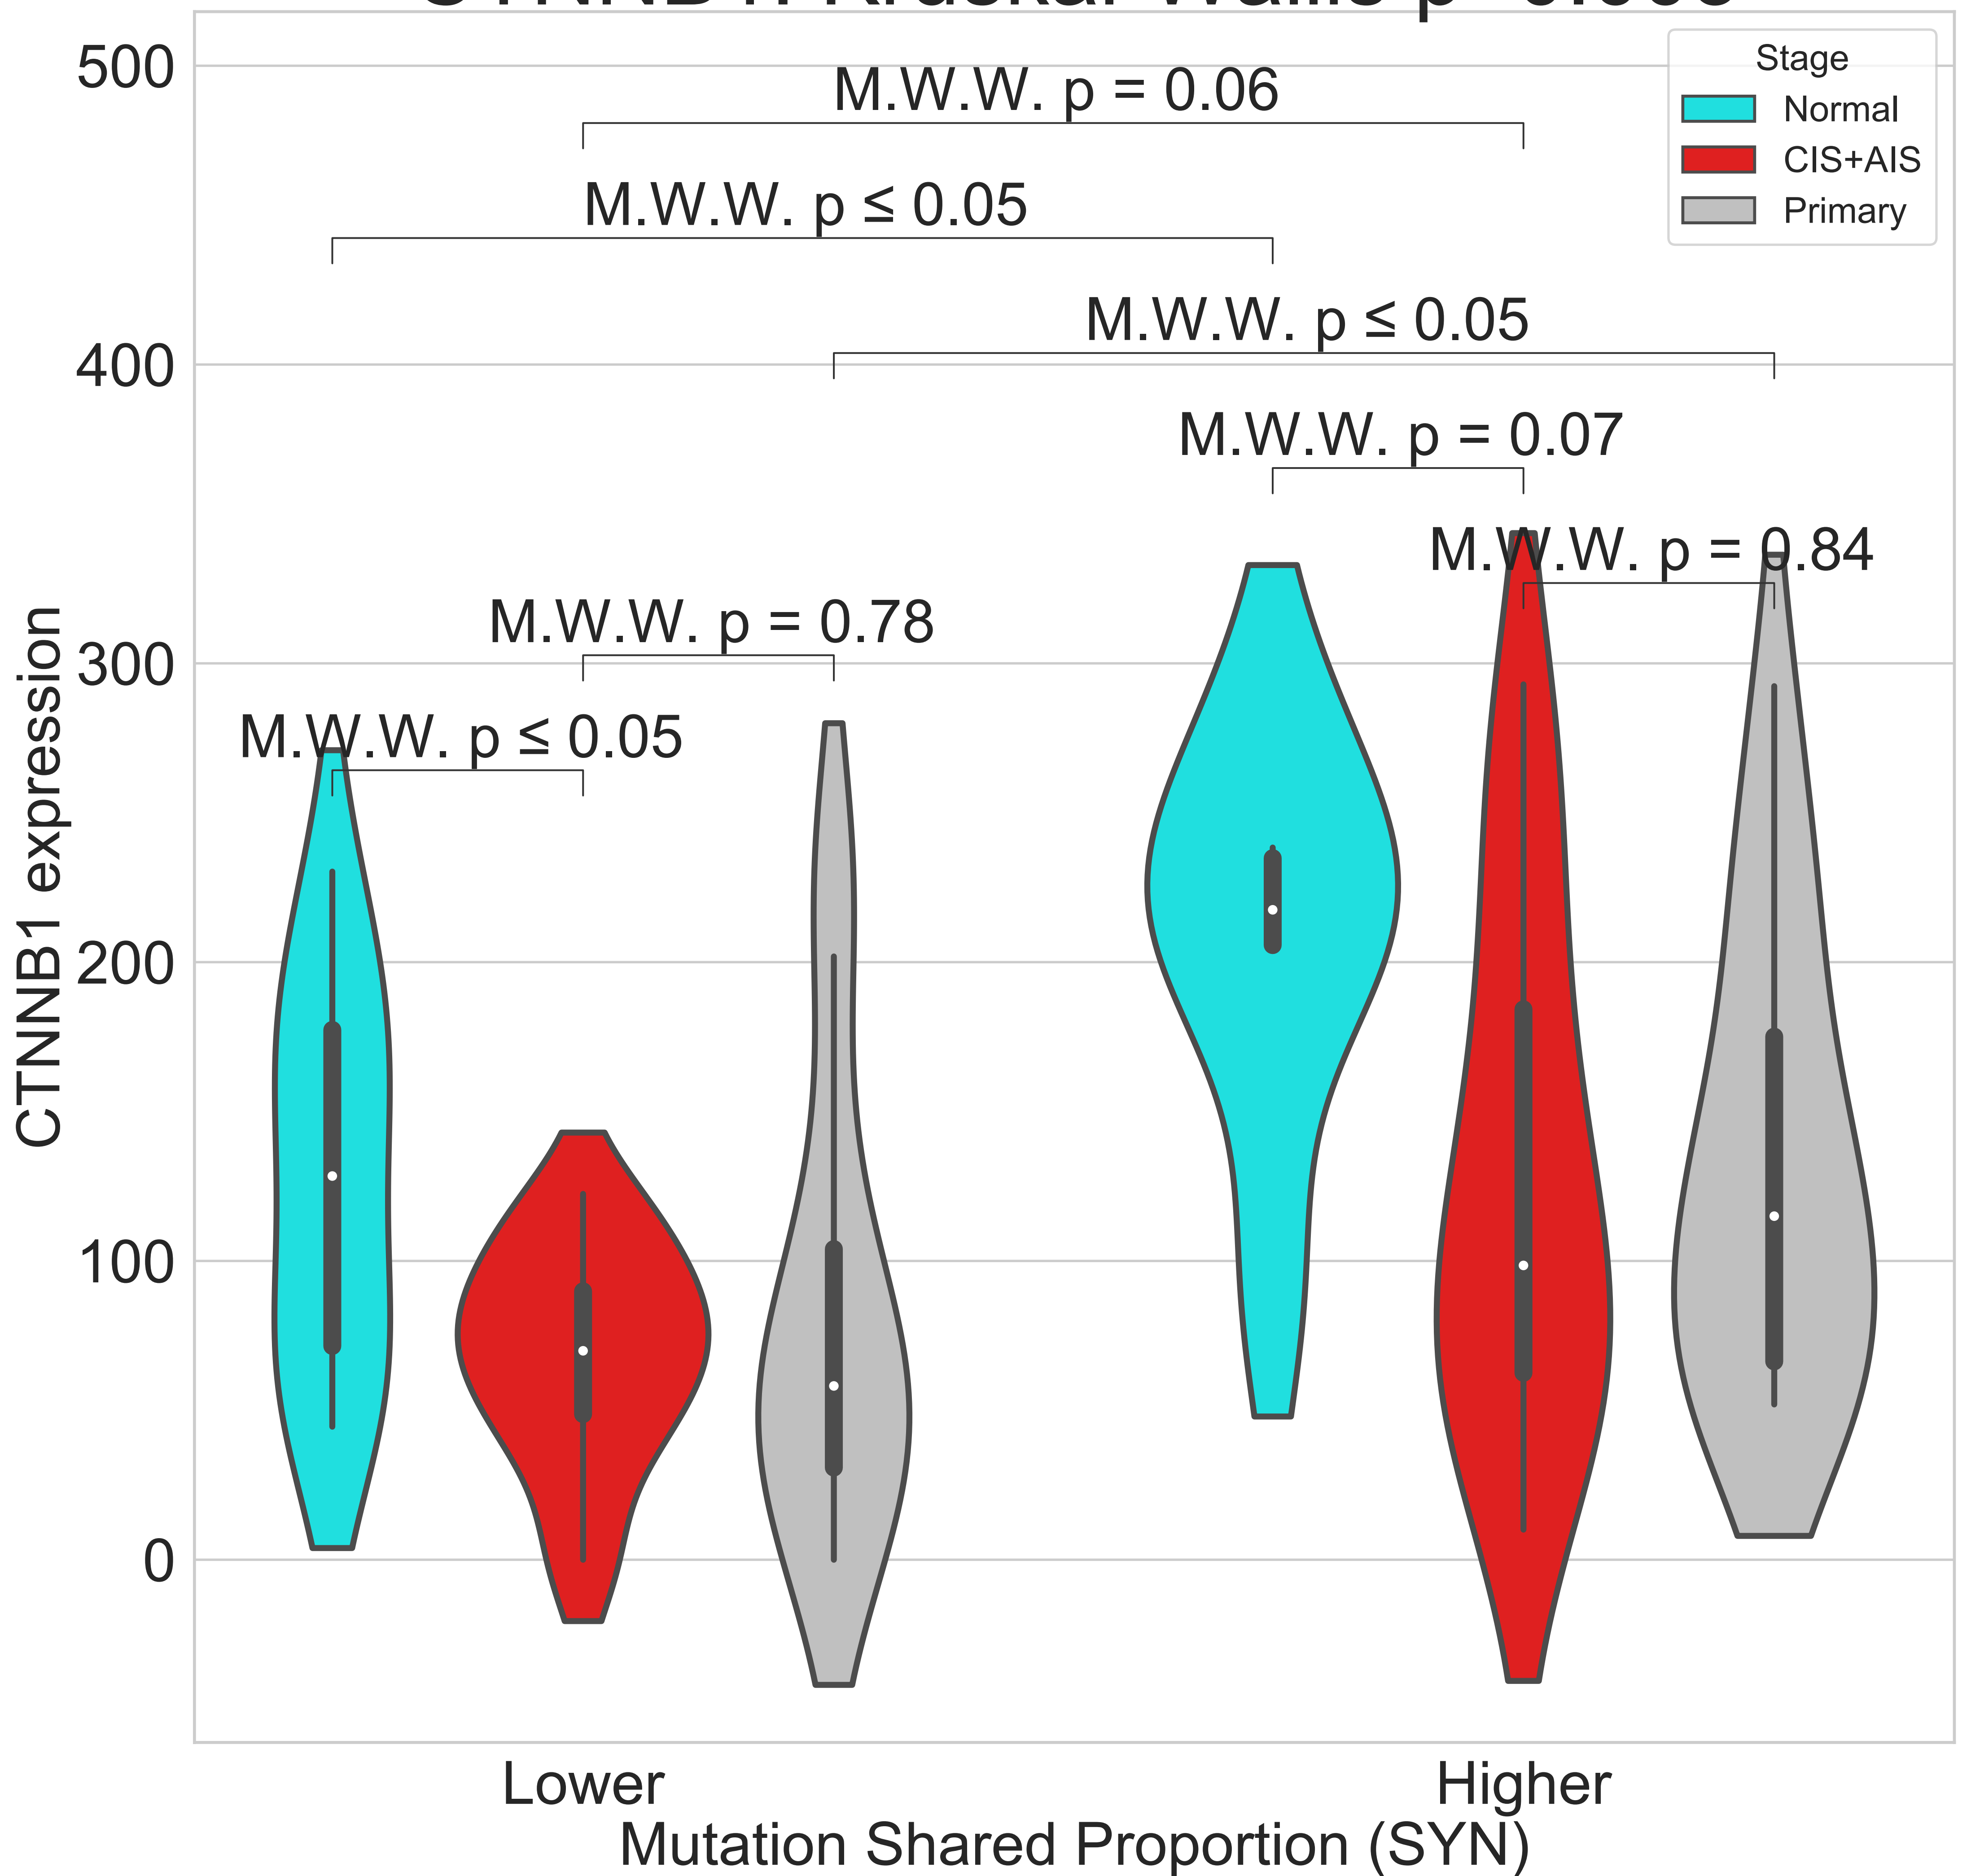 500
400
300
200
100
0
CTNNB1 expression
Stage
Normal
CIS+AIS
Primary
M.W.W. p = 0.06
M.W.W. p ≤ 0.05
M.W.W. p ≤ 0.05
M.W.W. p = 0.07
M.W.W. p = 0.84
M.W.W. p = 0.78
M.W.W. p ≤ 0.05
Lower
Higher
Mutation Shared Proportion (SYN)